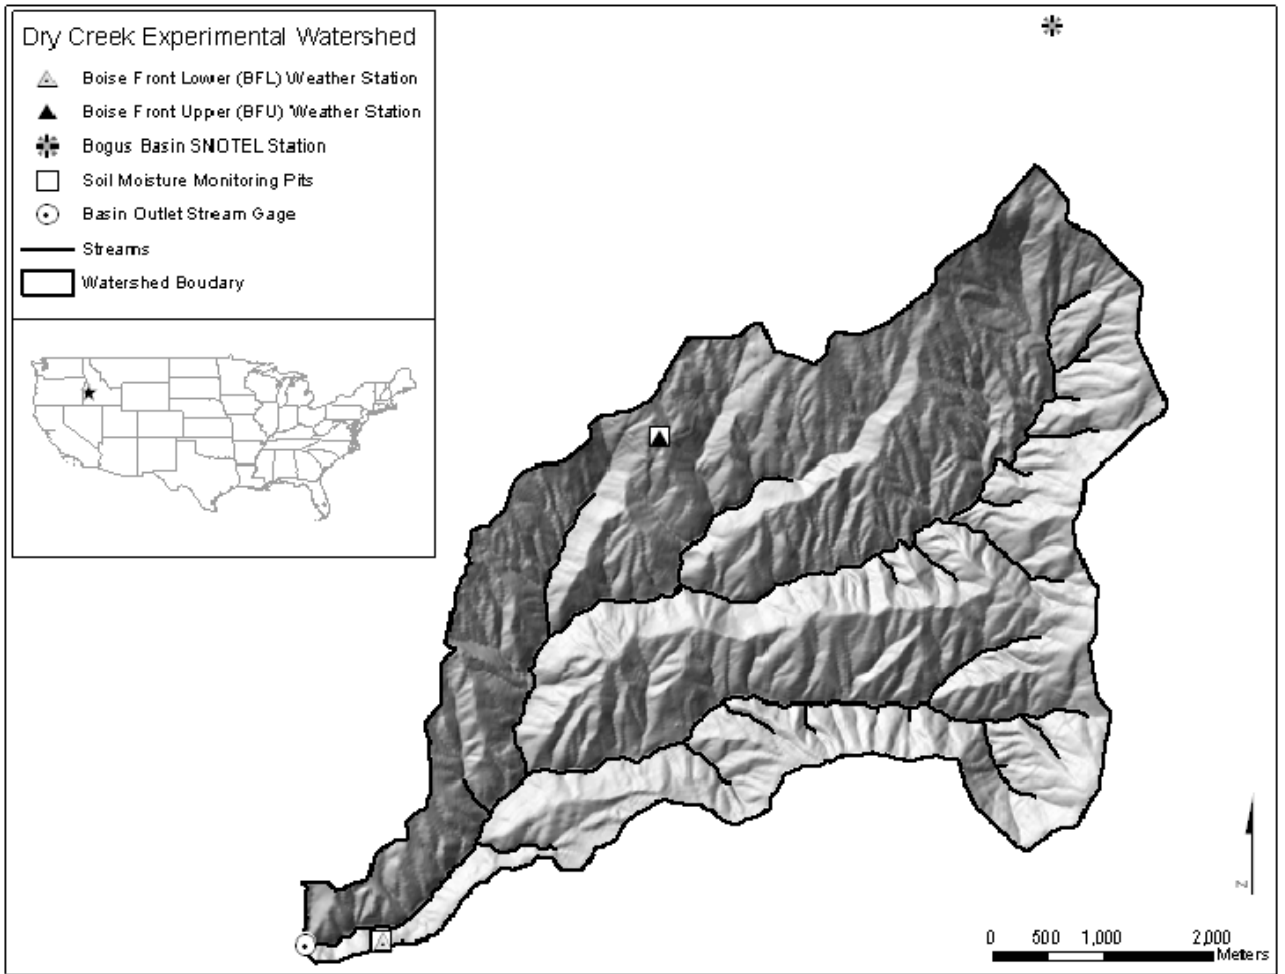 Dry Creek Experimental Watershed
Boise Front Lower (BFL) Weather Station
Boise Front Upper (BFU) Weather Station
Bogus Basin SNOTEL Station
Soil Moisture Monitoring Pits
Basin Outlet Stream Gage
Streams
Watershed Boudary
N
0 500 1,000 2,000
Meters